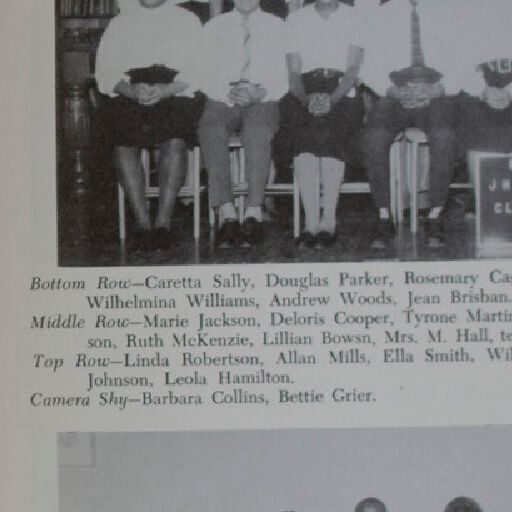 J H
CL
Bottom Row—Caretta Sally, Douglas Parker, Rosemary
Wilhelmina Williams, Andrew Woods, Jean Brisban.
Middle Row—Marie Jackson, Deloris Cooper, Tyrone
son, Ruth McKenzie, Lillian Bowsn, Mrs. M. Hall,
Top Row—Linda Robertson, Allan Mills, Ella Smith,
Johnson, Leola Hamilton.
Camera Shy—Barbara Collins, Bettie Grier.